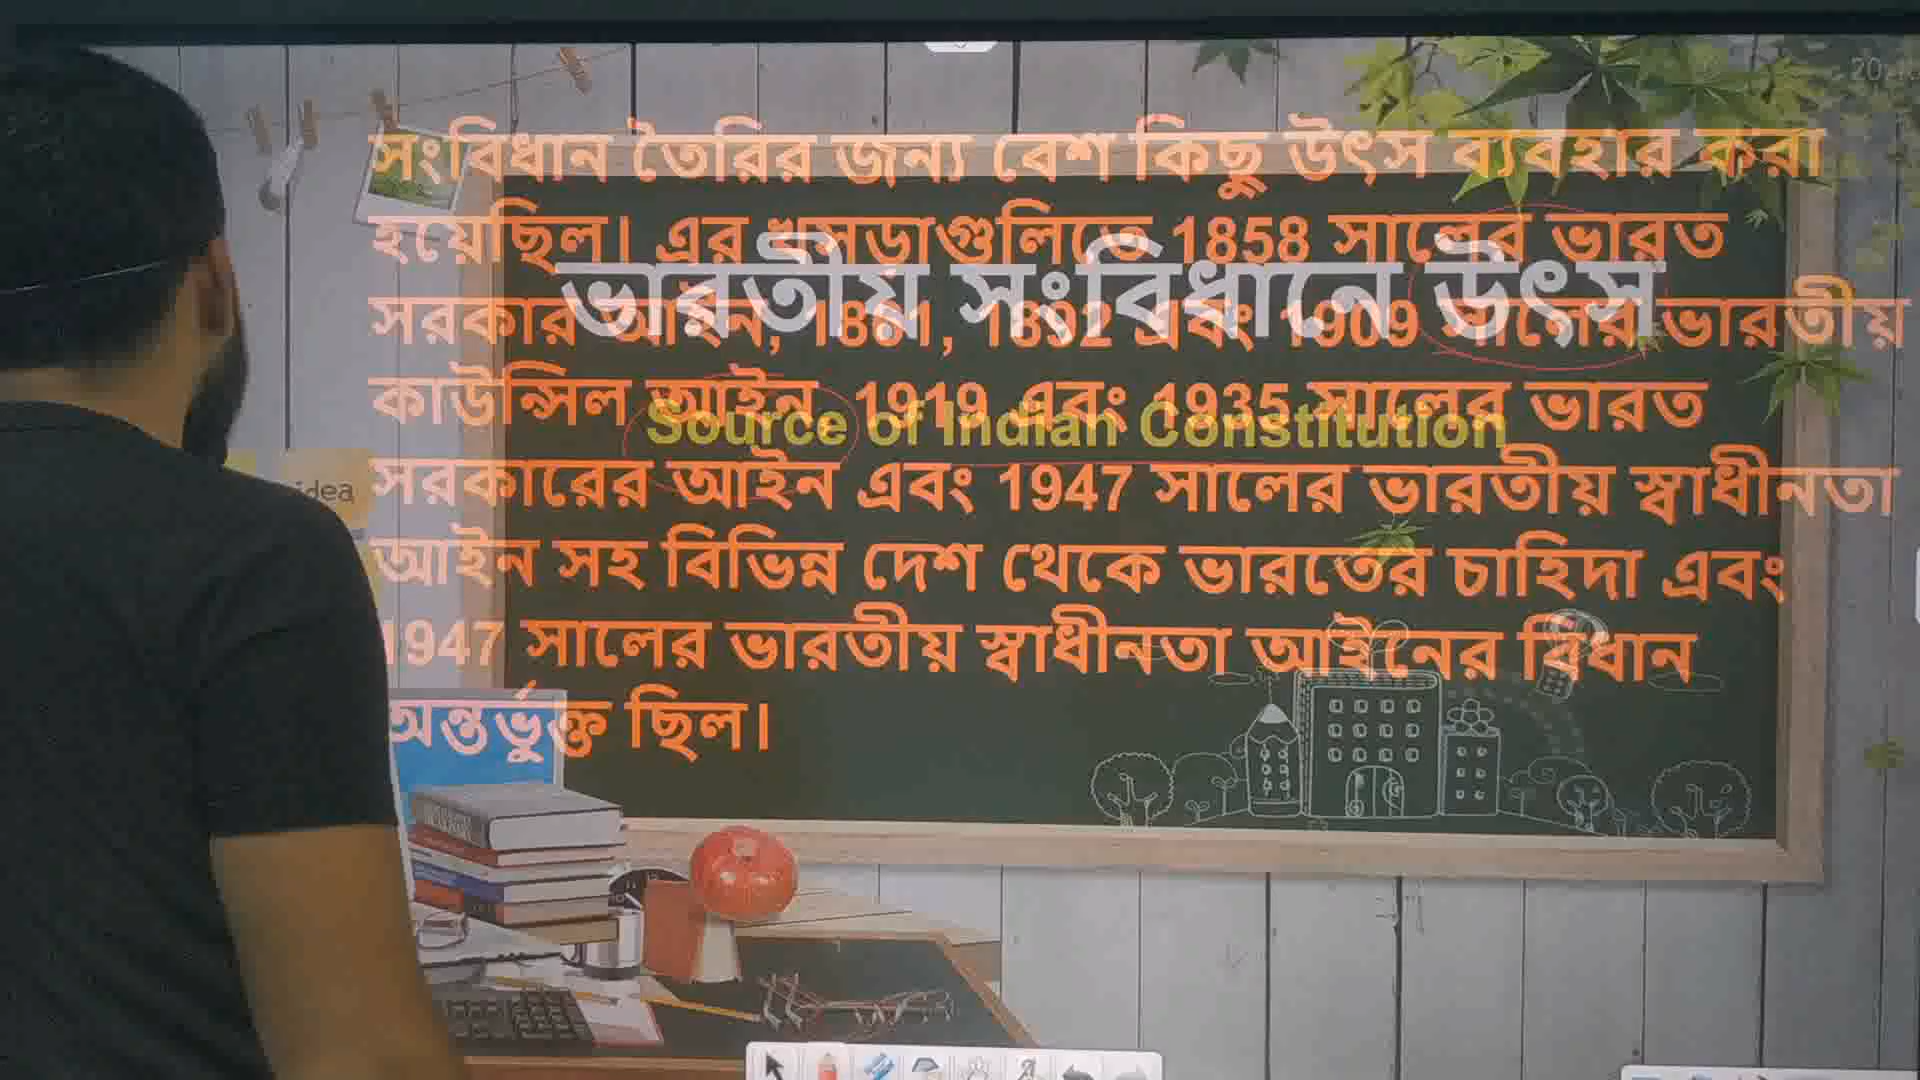 সংবিধান তৈরির জন্য বেশ কিছু উৎস ব্যবহার করা
হয়েছিল। এর খসড়াগুলিতে 1858 সালের ভারত
ভারতীয় সংবিধানে উৎস
সরকার আইন, 1861, 1892 এবং 1909 সালের ভারতীয়
কাউন্সিল আইন, 1919 এবং 1935 সালের ভারত
Source of Indian Constitution
সরকারের আইন এবং 1947 সালের ভারতীয় স্বাধীনতা
idea
আইন সহ বিভিন্ন দেশ থেকে ভারতের চাহিদা এবং
1947 সালের ভারতীয় স্বাধীনতা আইনের বিধান
অন্তর্ভুক্ত ছিল।